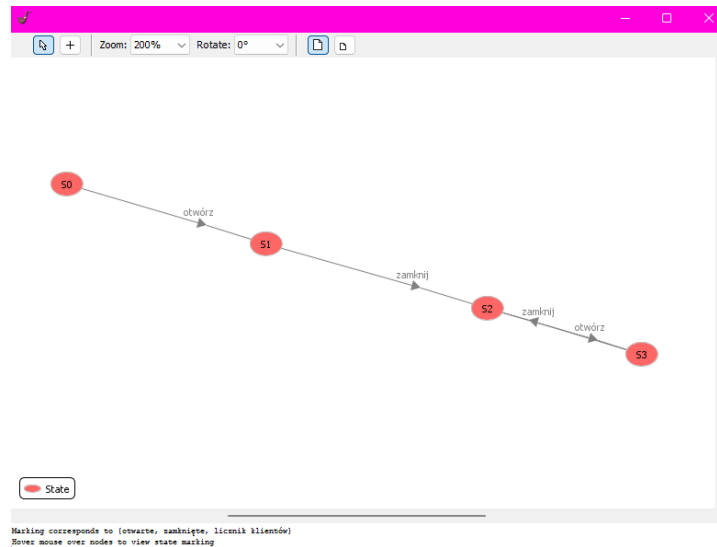 Zoom: 200% Rotate: 0°
S0
otwórz
S1
zamknij
S2
zamknij
otwórz
S3
State
Marking corresponds to {otwarte, zamknięte, licznik klientów}
Hover mouse over nodes to view state marking